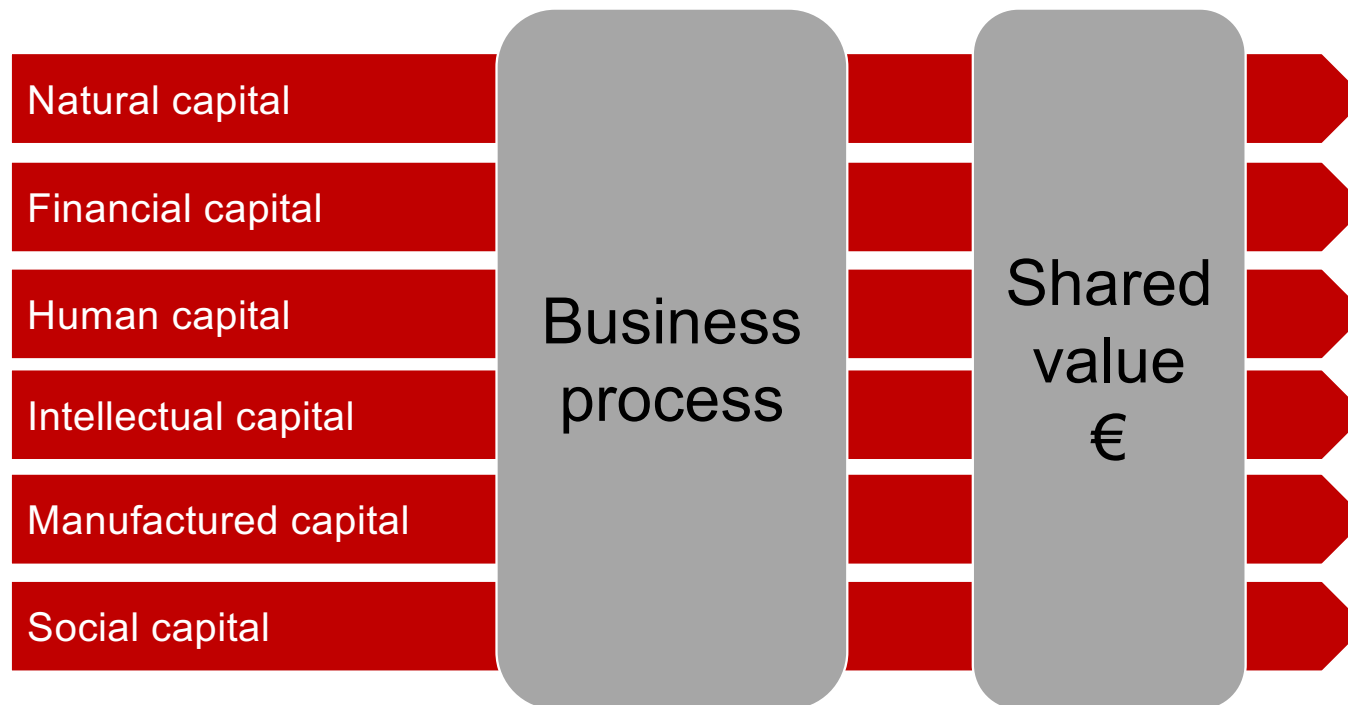 Natural capital
Financial capital
Human capital
Intellectual capital
Manufactured capital
Social capital
Business
process
Shared
value
€